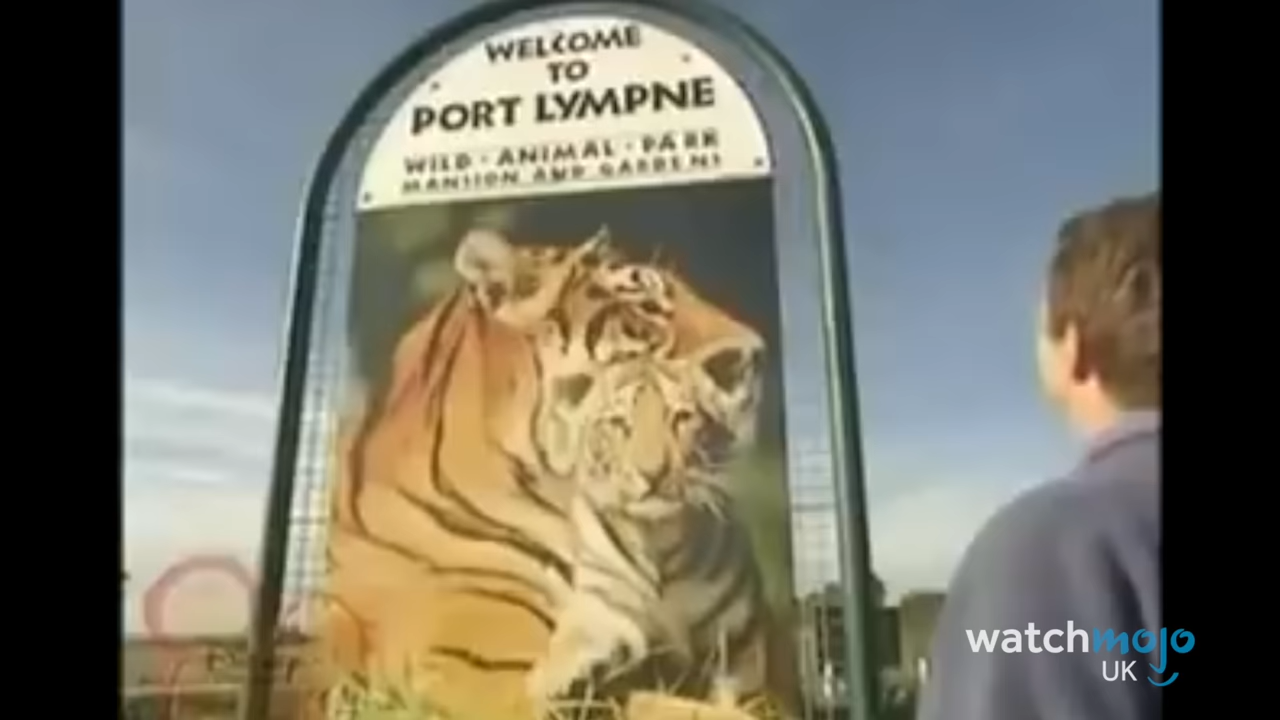 WELCOME
TO
PORT LYMPNE
WILD · ANIMAL · PARK
MANSION AND GARDENS
watchmojo
UK